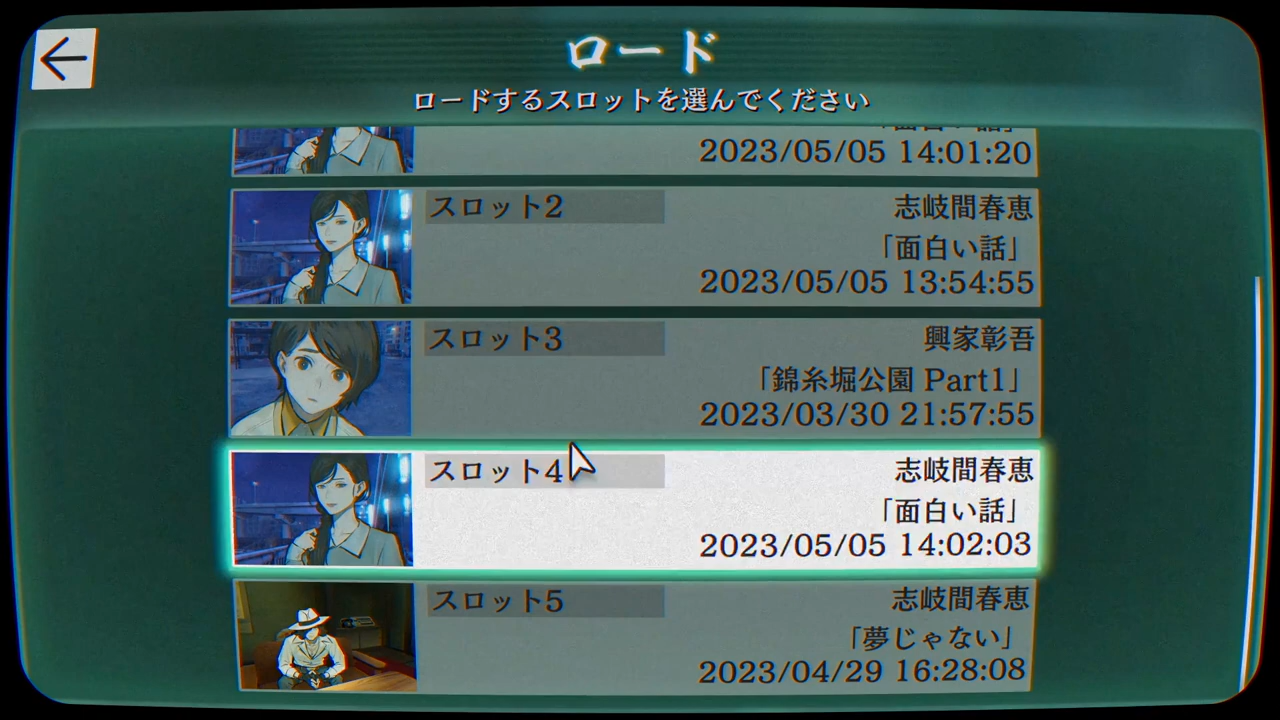 ロード
ロードするスロットを選んでください
「面白い話」
2023/05/05 14:01:20
スロット2
志岐間春恵
「面白い話」
2023/05/05 13:54:55
スロット3
興家彰吾
「錦糸堀公園 Part1」
2023/03/30 21:57:55
スロット4
志岐間春恵
「面白い話」
2023/05/05 14:02:03
スロット5
志岐間春恵
「夢じゃない」
2023/04/29 16:28:08